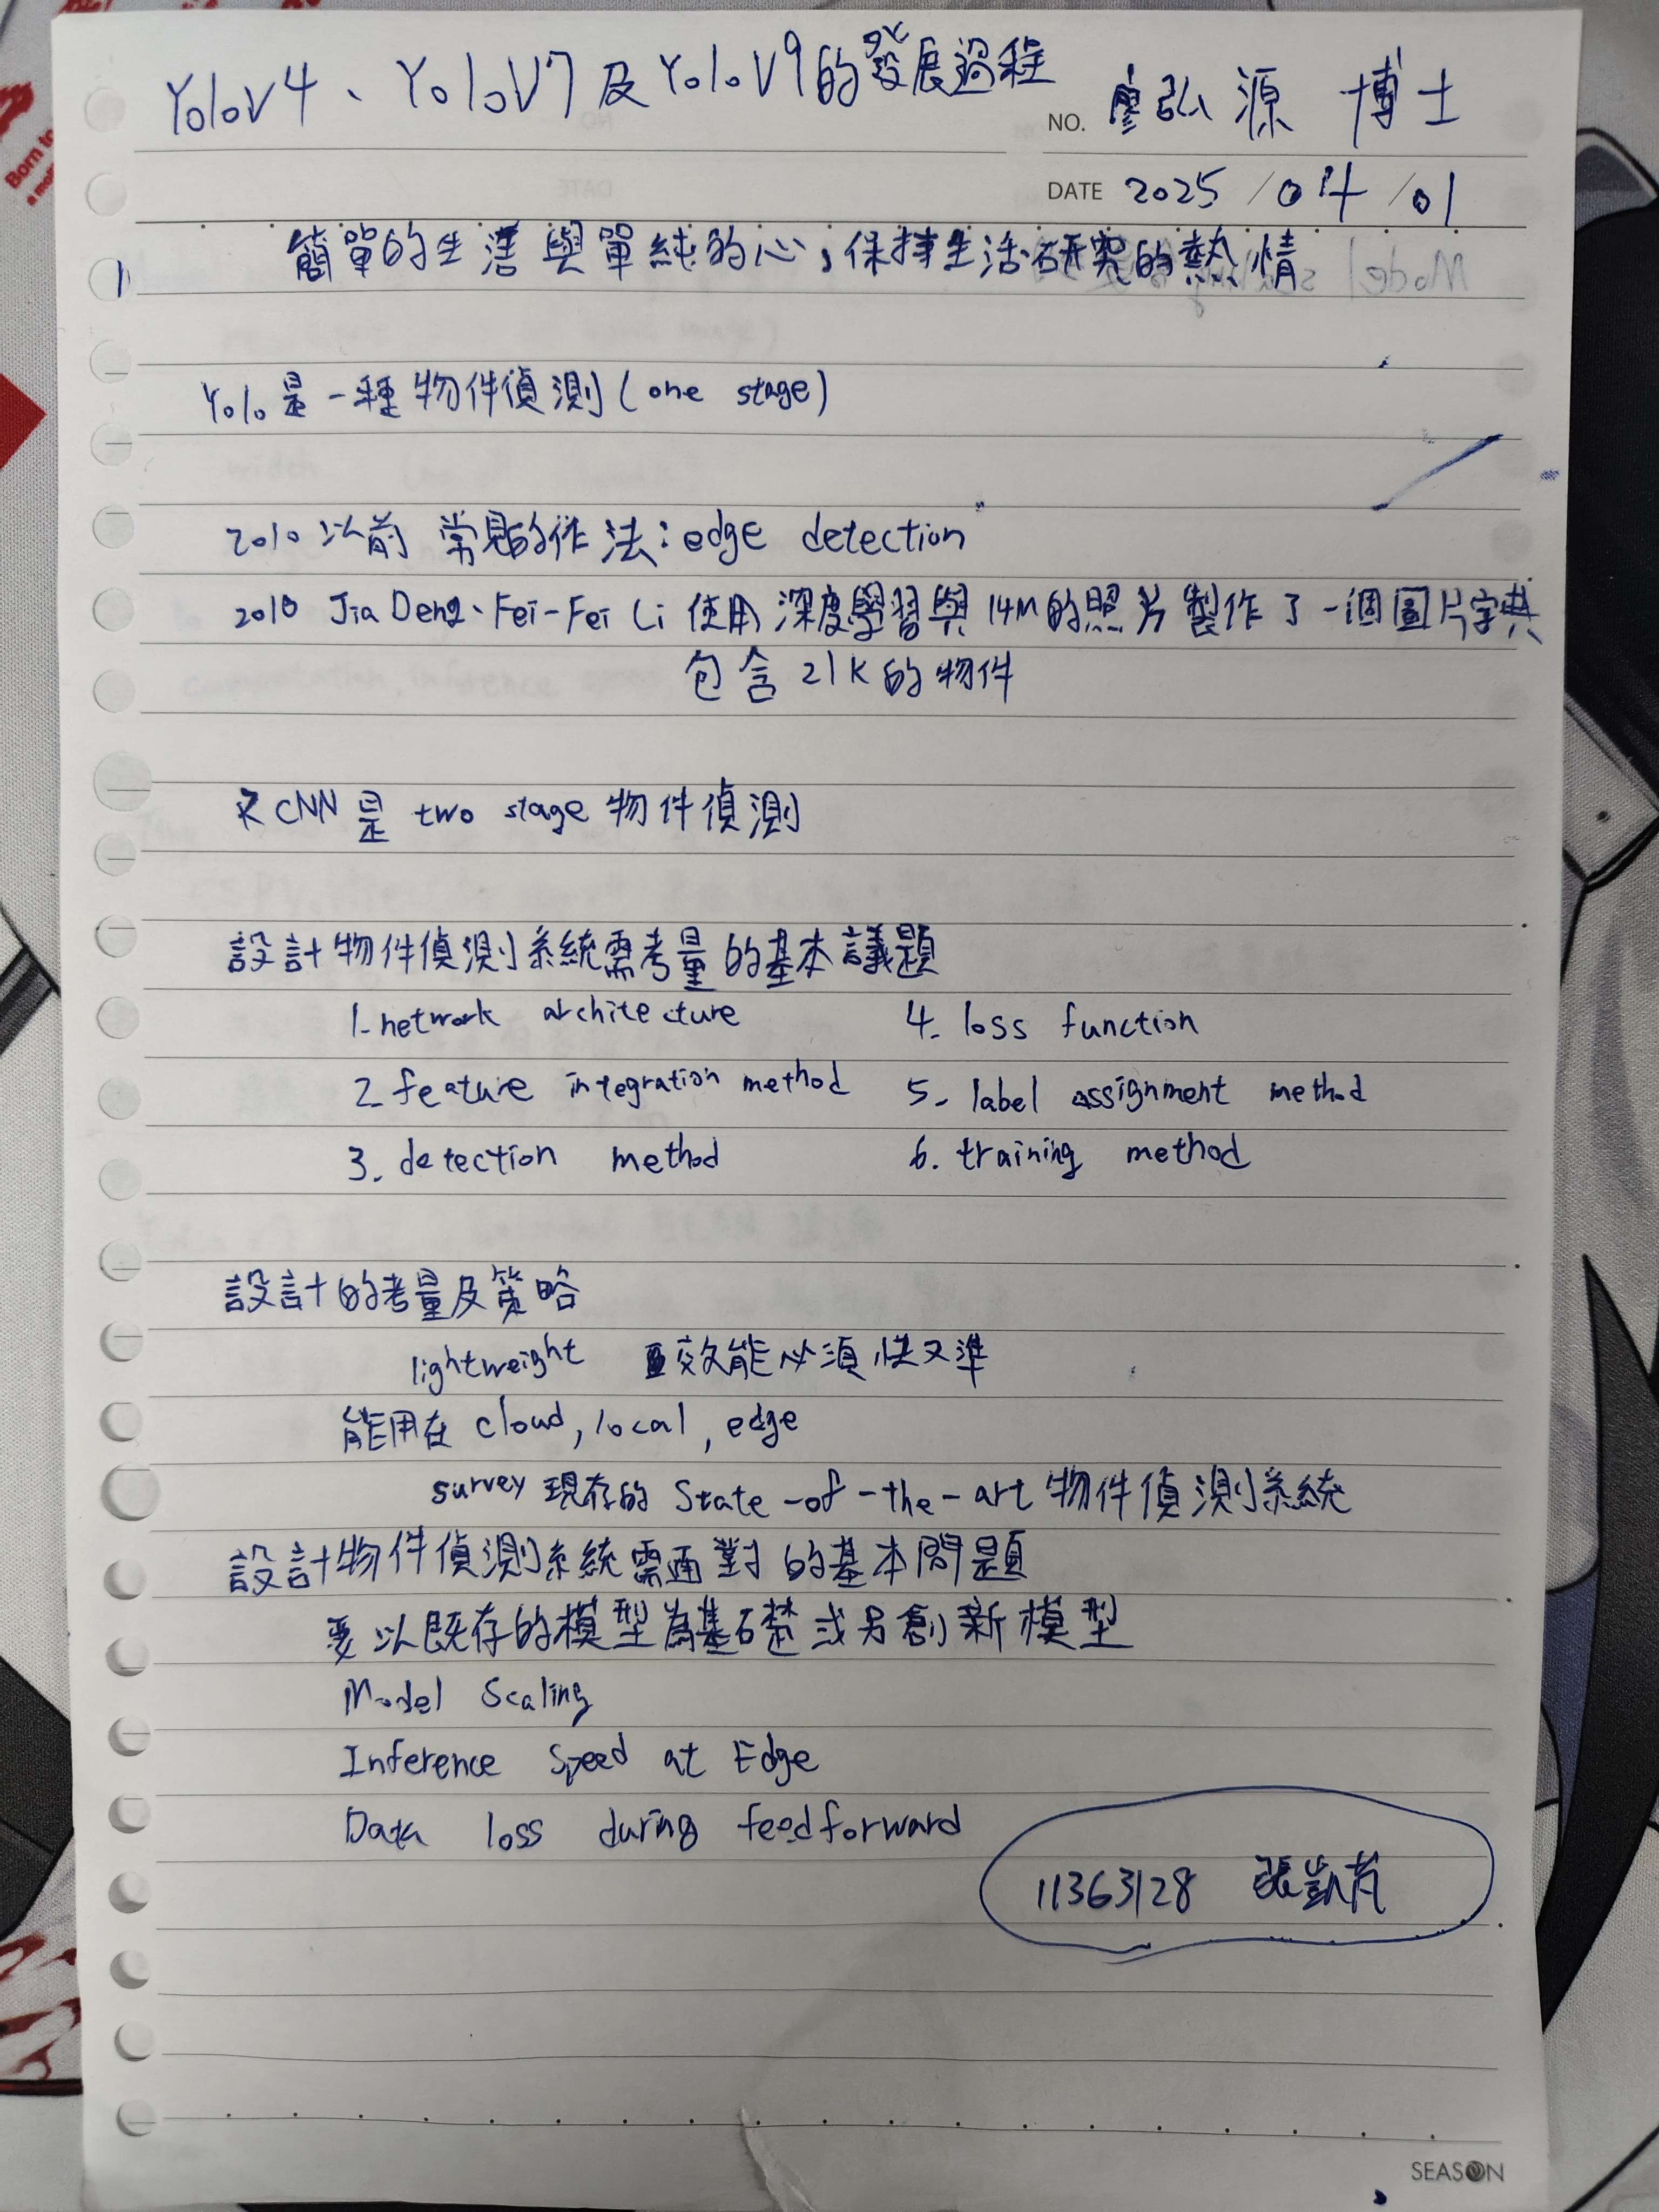 YoloV4、YoloV7及YoloV9的發展過程
NO. 廖弘源 博士
DATE 2025/04/01
簡單的生活與單純的心,保持生活研究的熱情
Yolo是一種物件偵測(one stage)
2010以前 常見的作法:edge detection
2010 Jia Deng、Fei-Fei Li 使用深度學習與14M的照片製作了一個圖片字典
包含21K的物件
RCNN是 two stage 物件偵測
設計物件偵測系統需考量的基本議題
1. network architecture 4. loss function
2. feature integration method 5. label assignment method
3. detection method 6. training method
設計的考量及策略
lightweight 效能必須快又準
能用在 cloud, local, edge
survey 現存的 State-of-the-art 物件偵測系統
設計物件偵測系統需面對的基本問題
要以既存的模型為基礎或另創新模型
Model Scaling
Inference Speed at Edge
Data loss during feedforward
11363128 張凱
SEASON